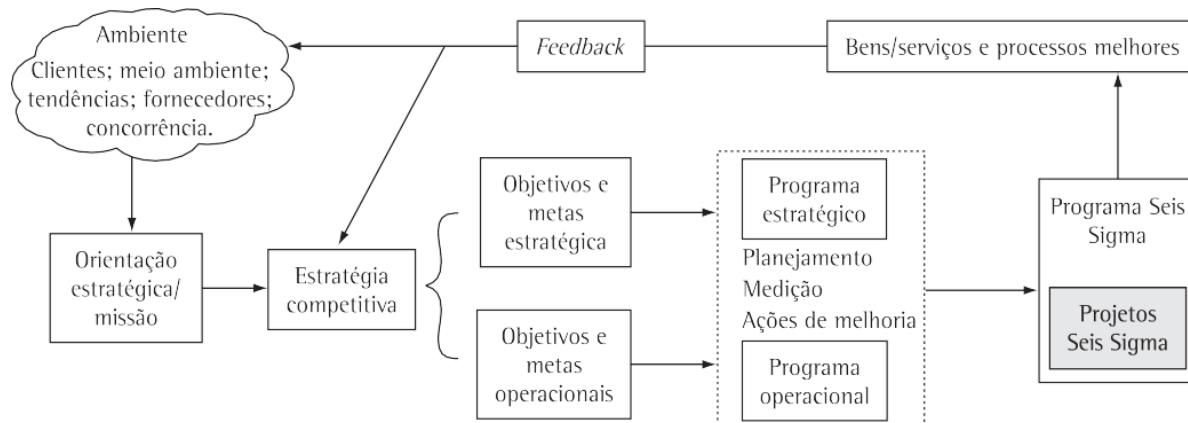 Ambiente
Clientes; meio ambiente;
tendências; fornecedores;
concorrência.
Feedback
Bens/serviços e processos melhores
Orientação
estratégica/
missão
Estratégia
competitiva
Objetivos e
metas
estratégica
Objetivos e
metas
operacionais
Programa
estratégico
Planejamento
Medição
Ações de melhoria
Programa
operacional
Programa Seis
Sigma
Projetos
Seis Sigma